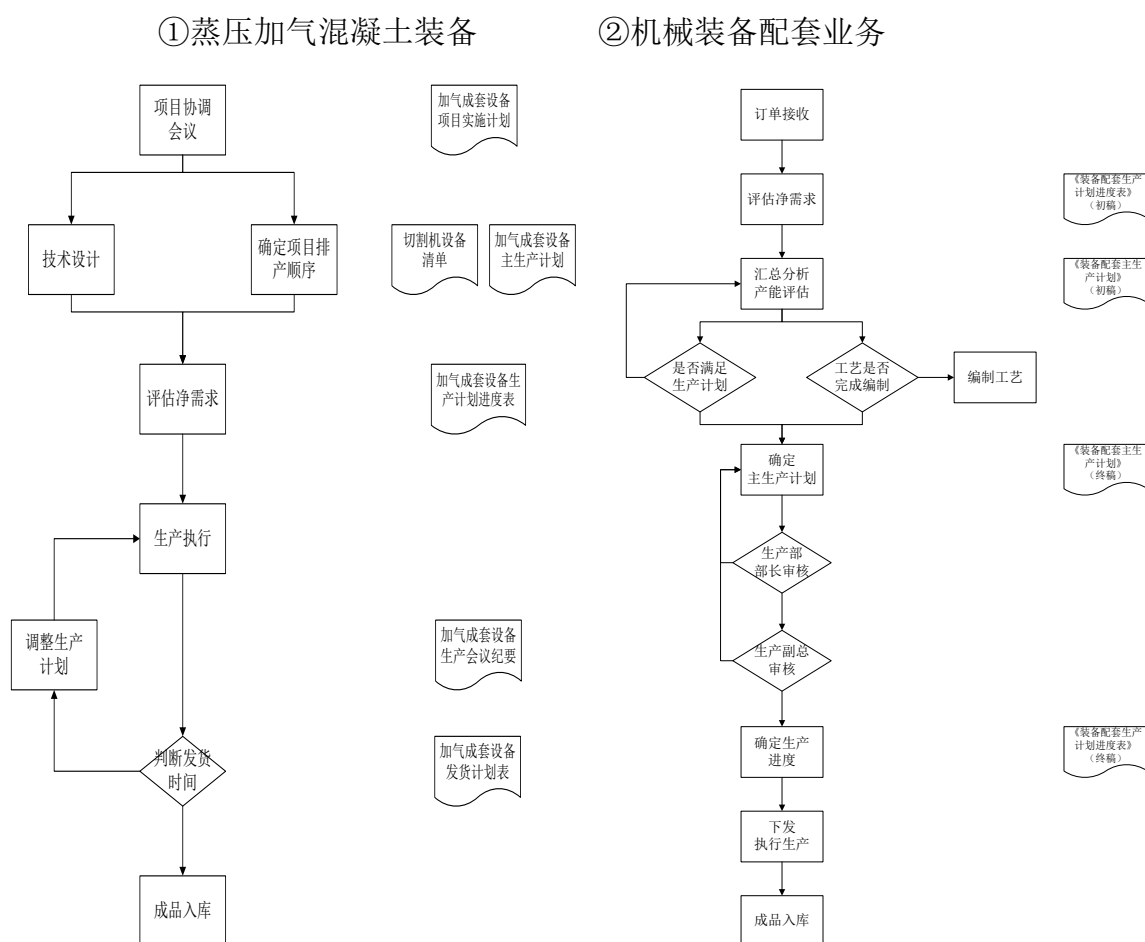 ①蒸压加气混凝土装备
②机械装备配套业务
项目协调
会议
加气成套设备
项目实施计划
技术设计
确定项目排
产顺序
切割机设备
清单
加气成套设备
主生产计划
评估净需求
加气成套设备生
产计划进度表
生产执行
调整生产
计划
加气成套设备
生产会议纪要
判断发货
时间
加气成套设备
发货计划表
成品入库
订单接收
评估净需求
《装备配套生产
计划进度表》
（初稿）
汇总分析
产能评估
《装备配套主生
产计划》
（初稿）
是否满足
生产计划
工艺是否
完成编制
编制工艺
确定
主生产计划
《装备配套主生
产计划》
（终稿）
生产部
部长审核
生产副总
审核
确定生产
进度
《装备配套生产
计划进度表》
（终稿）
下发
执行生产
成品入库